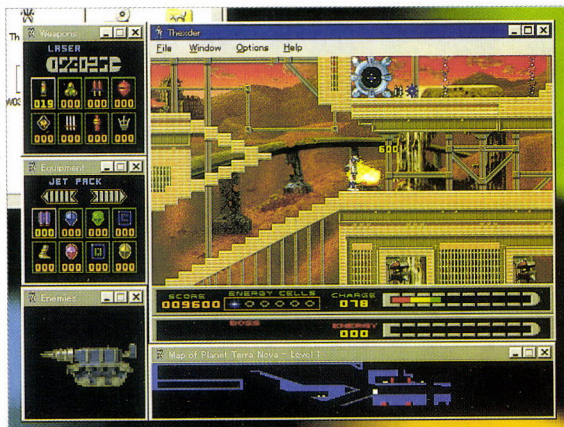 Th
Weapons
LASER
019 000 000 000
000 000 000 000
Equipment
JET PACK
000 000 000 000
000 000 000 000
Enemies
Thexder
File Window Options Help
600
SCORE
009600
ENERGY CELLS
CHARGE
078
BOSS
ENERGY
000
Map of Planet Terra Nova - Level 1